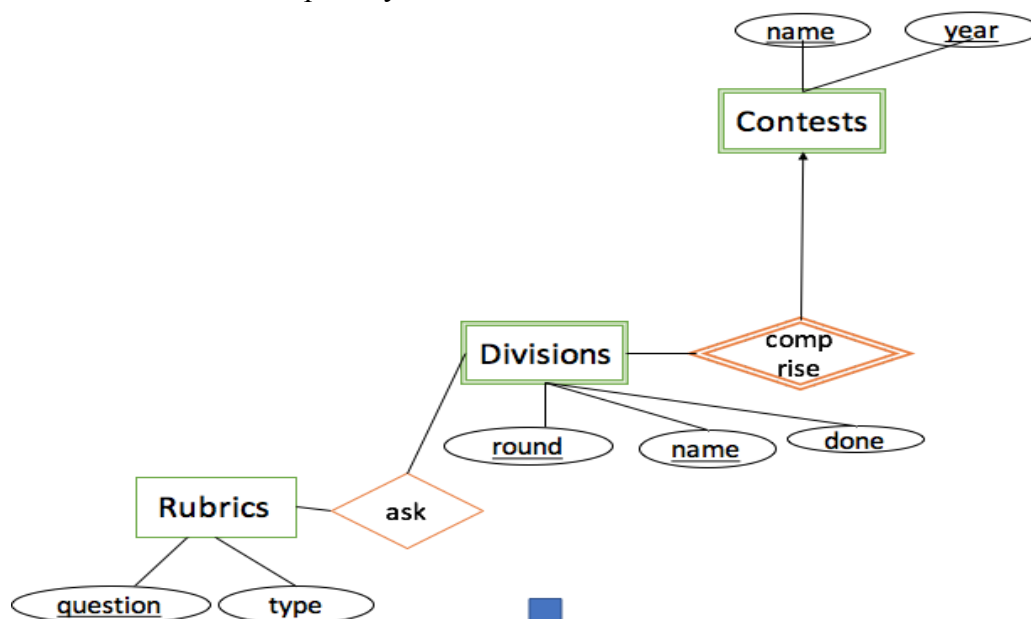 name
year
Contests
comp
rise
Divisions
round
name
done
Rubrics
ask
question
type